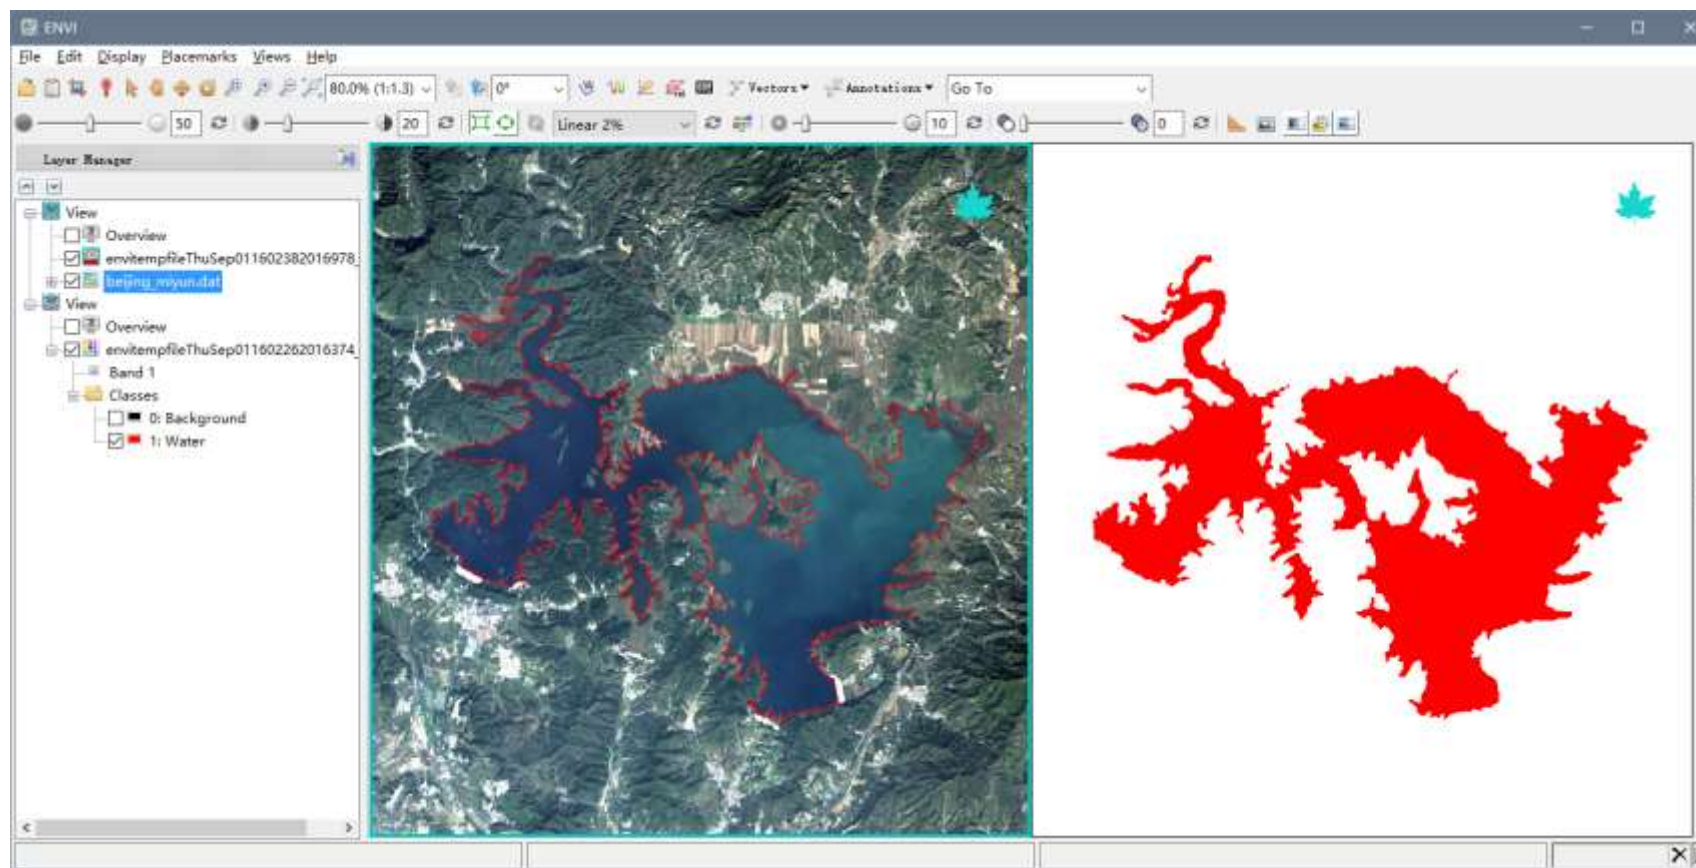 ENVI
File Edit Display Placemarks Views Help
80.0% (1:1.3) 0° Vectors Annotations Go To
50 20 Linear 2% 10 0
Layer Manager
View
Overview
envitempfileThuSep011602382016978_
beijing_miyun.dat
View
Overview
envitempfileThuSep011602262016374_
Band 1
Classes
0: Background
1: Water